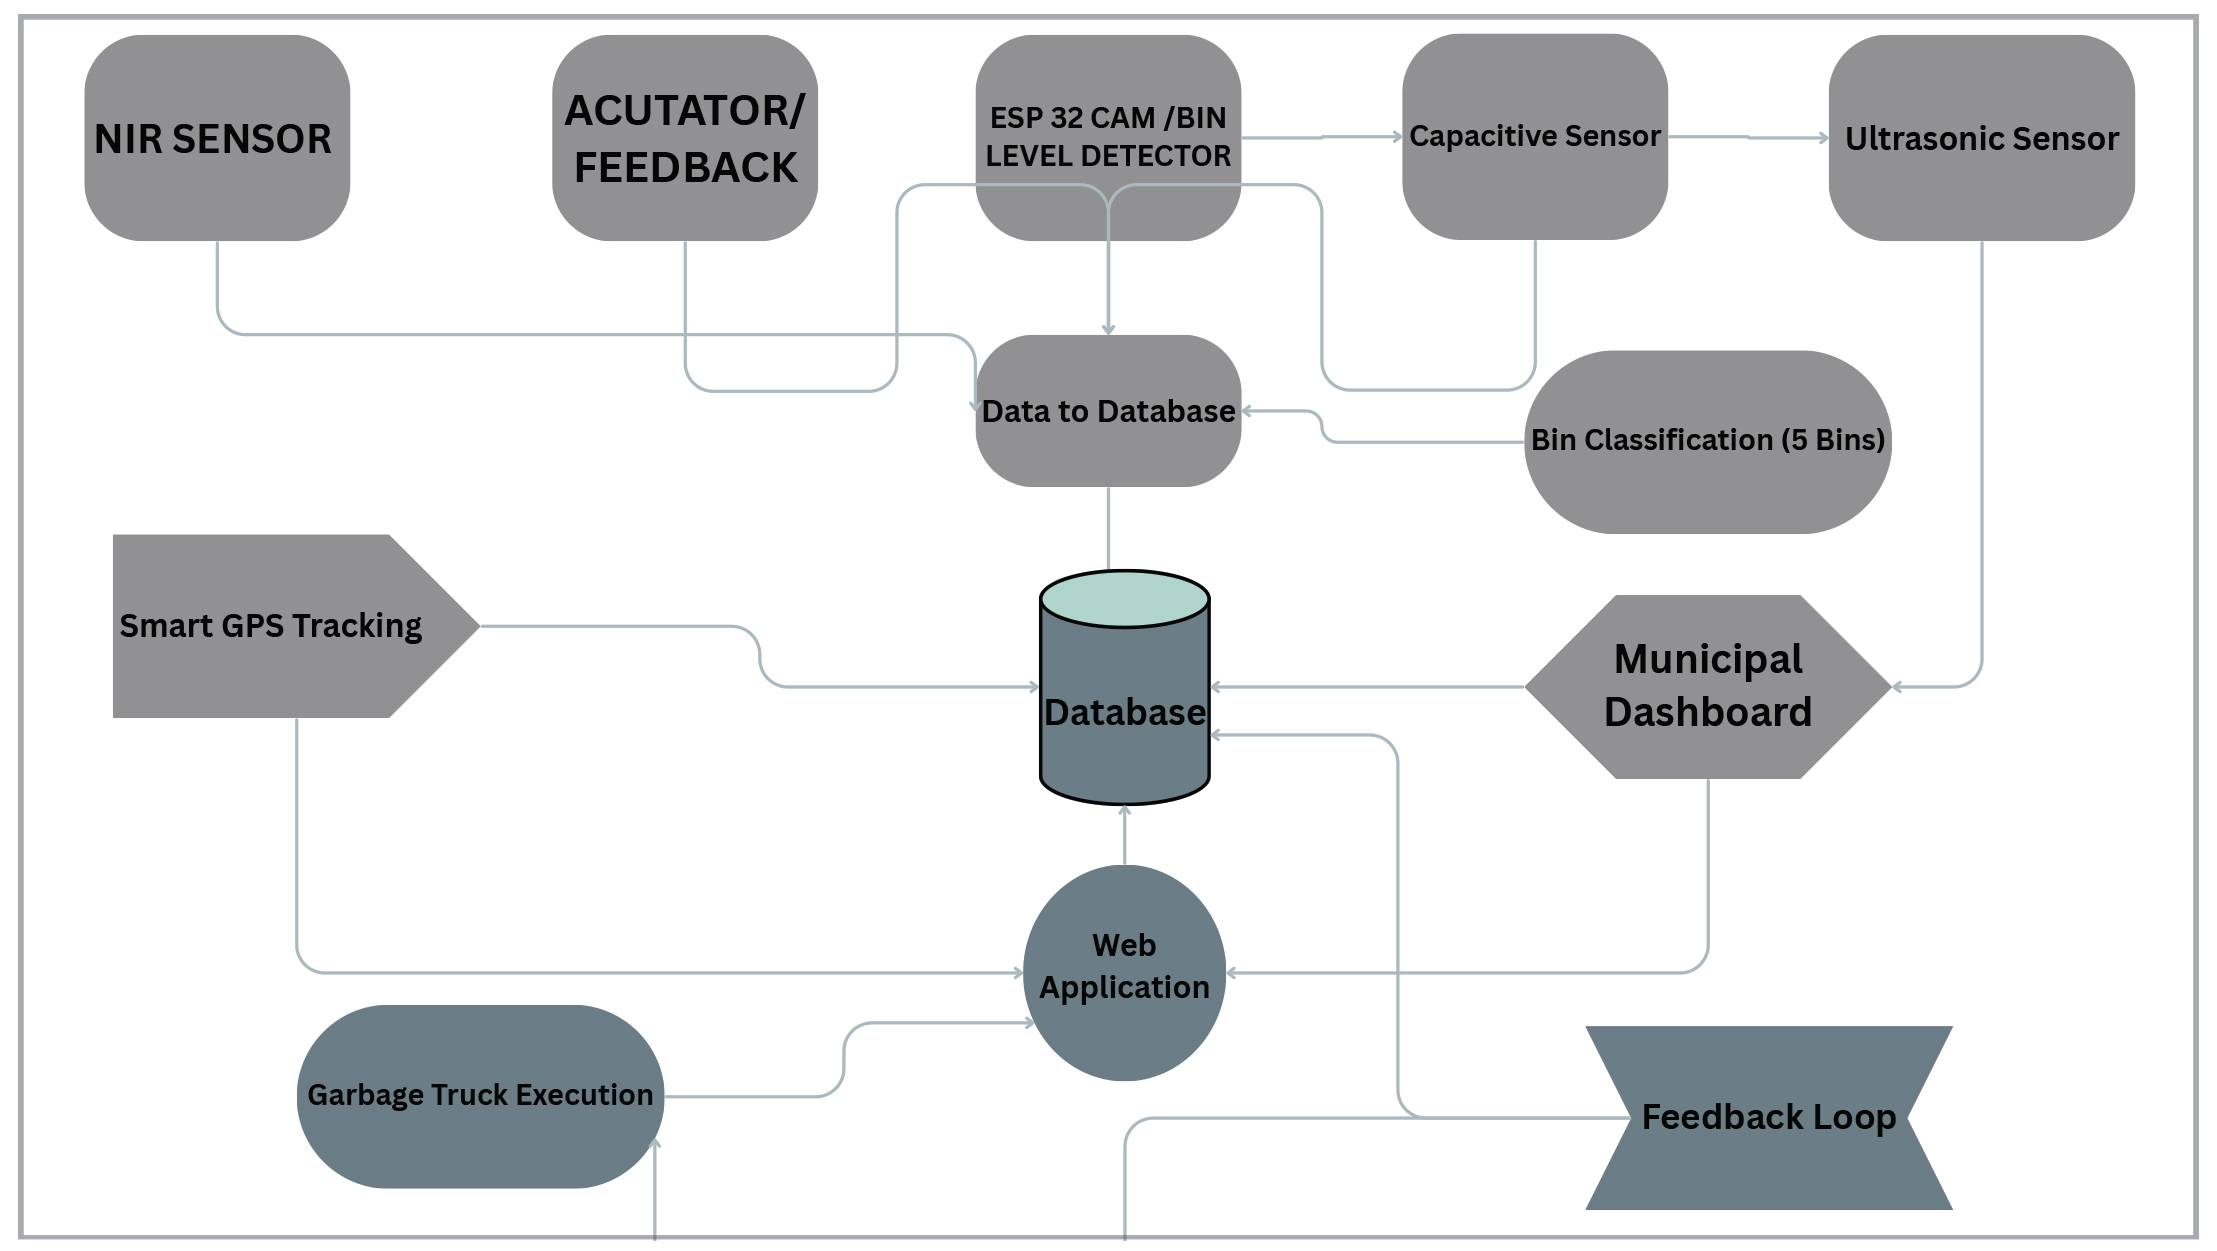 NIR SENSOR
ACUTATOR/
FEEDBACK
ESP 32 CAM /BIN
LEVEL DETECTOR
Capacitive Sensor
Ultrasonic Sensor
Data to Database
Bin Classification (5 Bins)
Smart GPS Tracking
Database
Municipal
Dashboard
Web
Application
Garbage Truck Execution
Feedback Loop